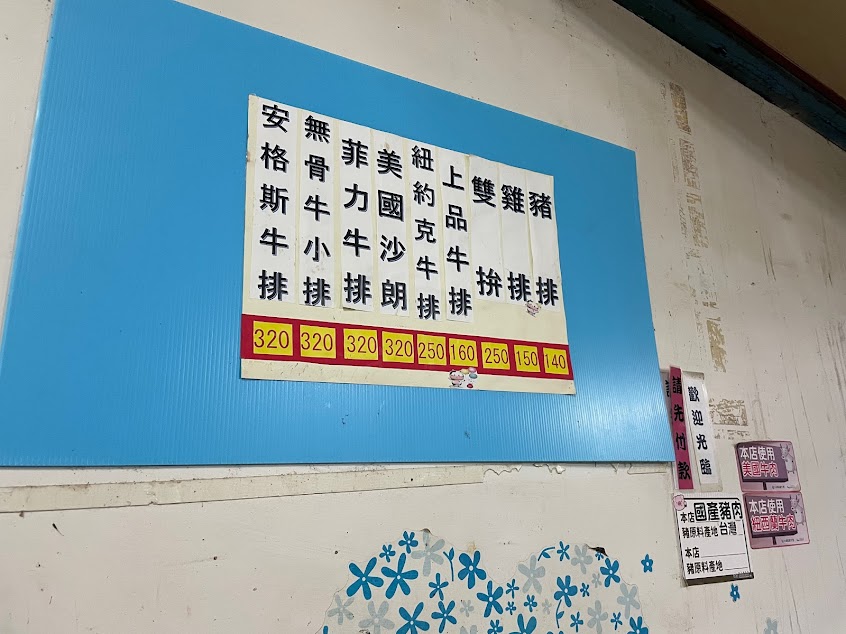 豬排
雞排
雙拚
上品牛排
紐約克牛排
美國沙朗
菲力牛排
無骨牛小排
安格斯牛排
320 320 320 320 250 160 250 150 140
歡迎光臨
請先付款
本店使用
美國牛肉
本店使用
紐西蘭牛肉
本店國產豬肉
豬原料產地台灣
本店
豬原料產地